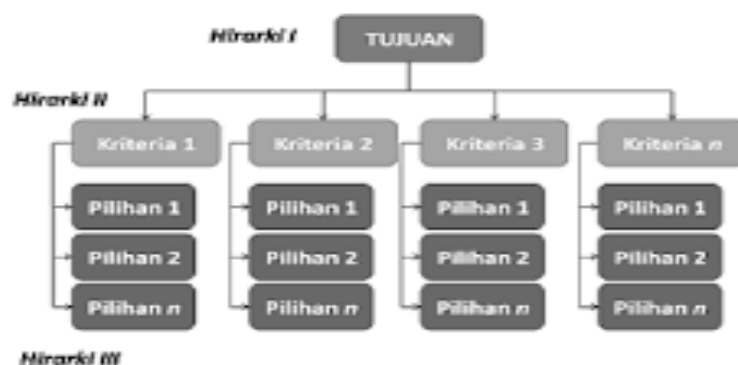 Hirarki I
TUJUAN
Hirarki II
Kriteria 1 Kriteria 2 Kriteria 3 Kriteria n
Pilihan 1 Pilihan 1 Pilihan 1 Pilihan 1
Pilihan 2 Pilihan 2 Pilihan 2 Pilihan 2
Pilihan n Pilihan n Pilihan n Pilihan n
Hirarki III